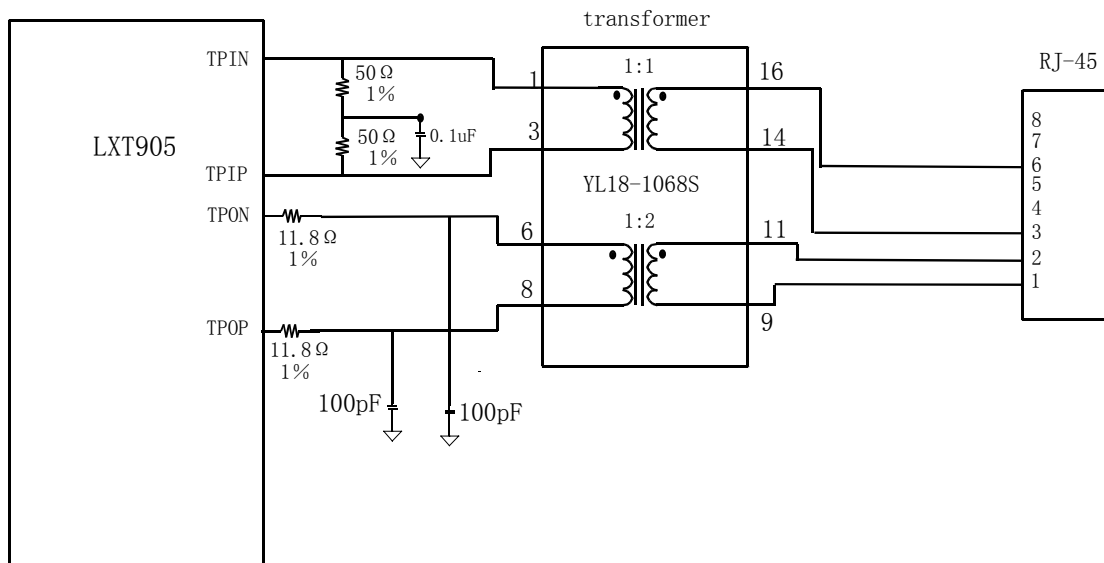 transformer
RJ-45
LXT905
TPIN
TPIP
TPON
TPOP
50Ω
1%
50Ω
1%
0.1uF
11.8Ω
1%
11.8Ω
1%
100pF
100pF
1
3
6
8
1:1
YL18-1068S
1:2
16
14
11
9
8
7
6
5
4
3
2
1